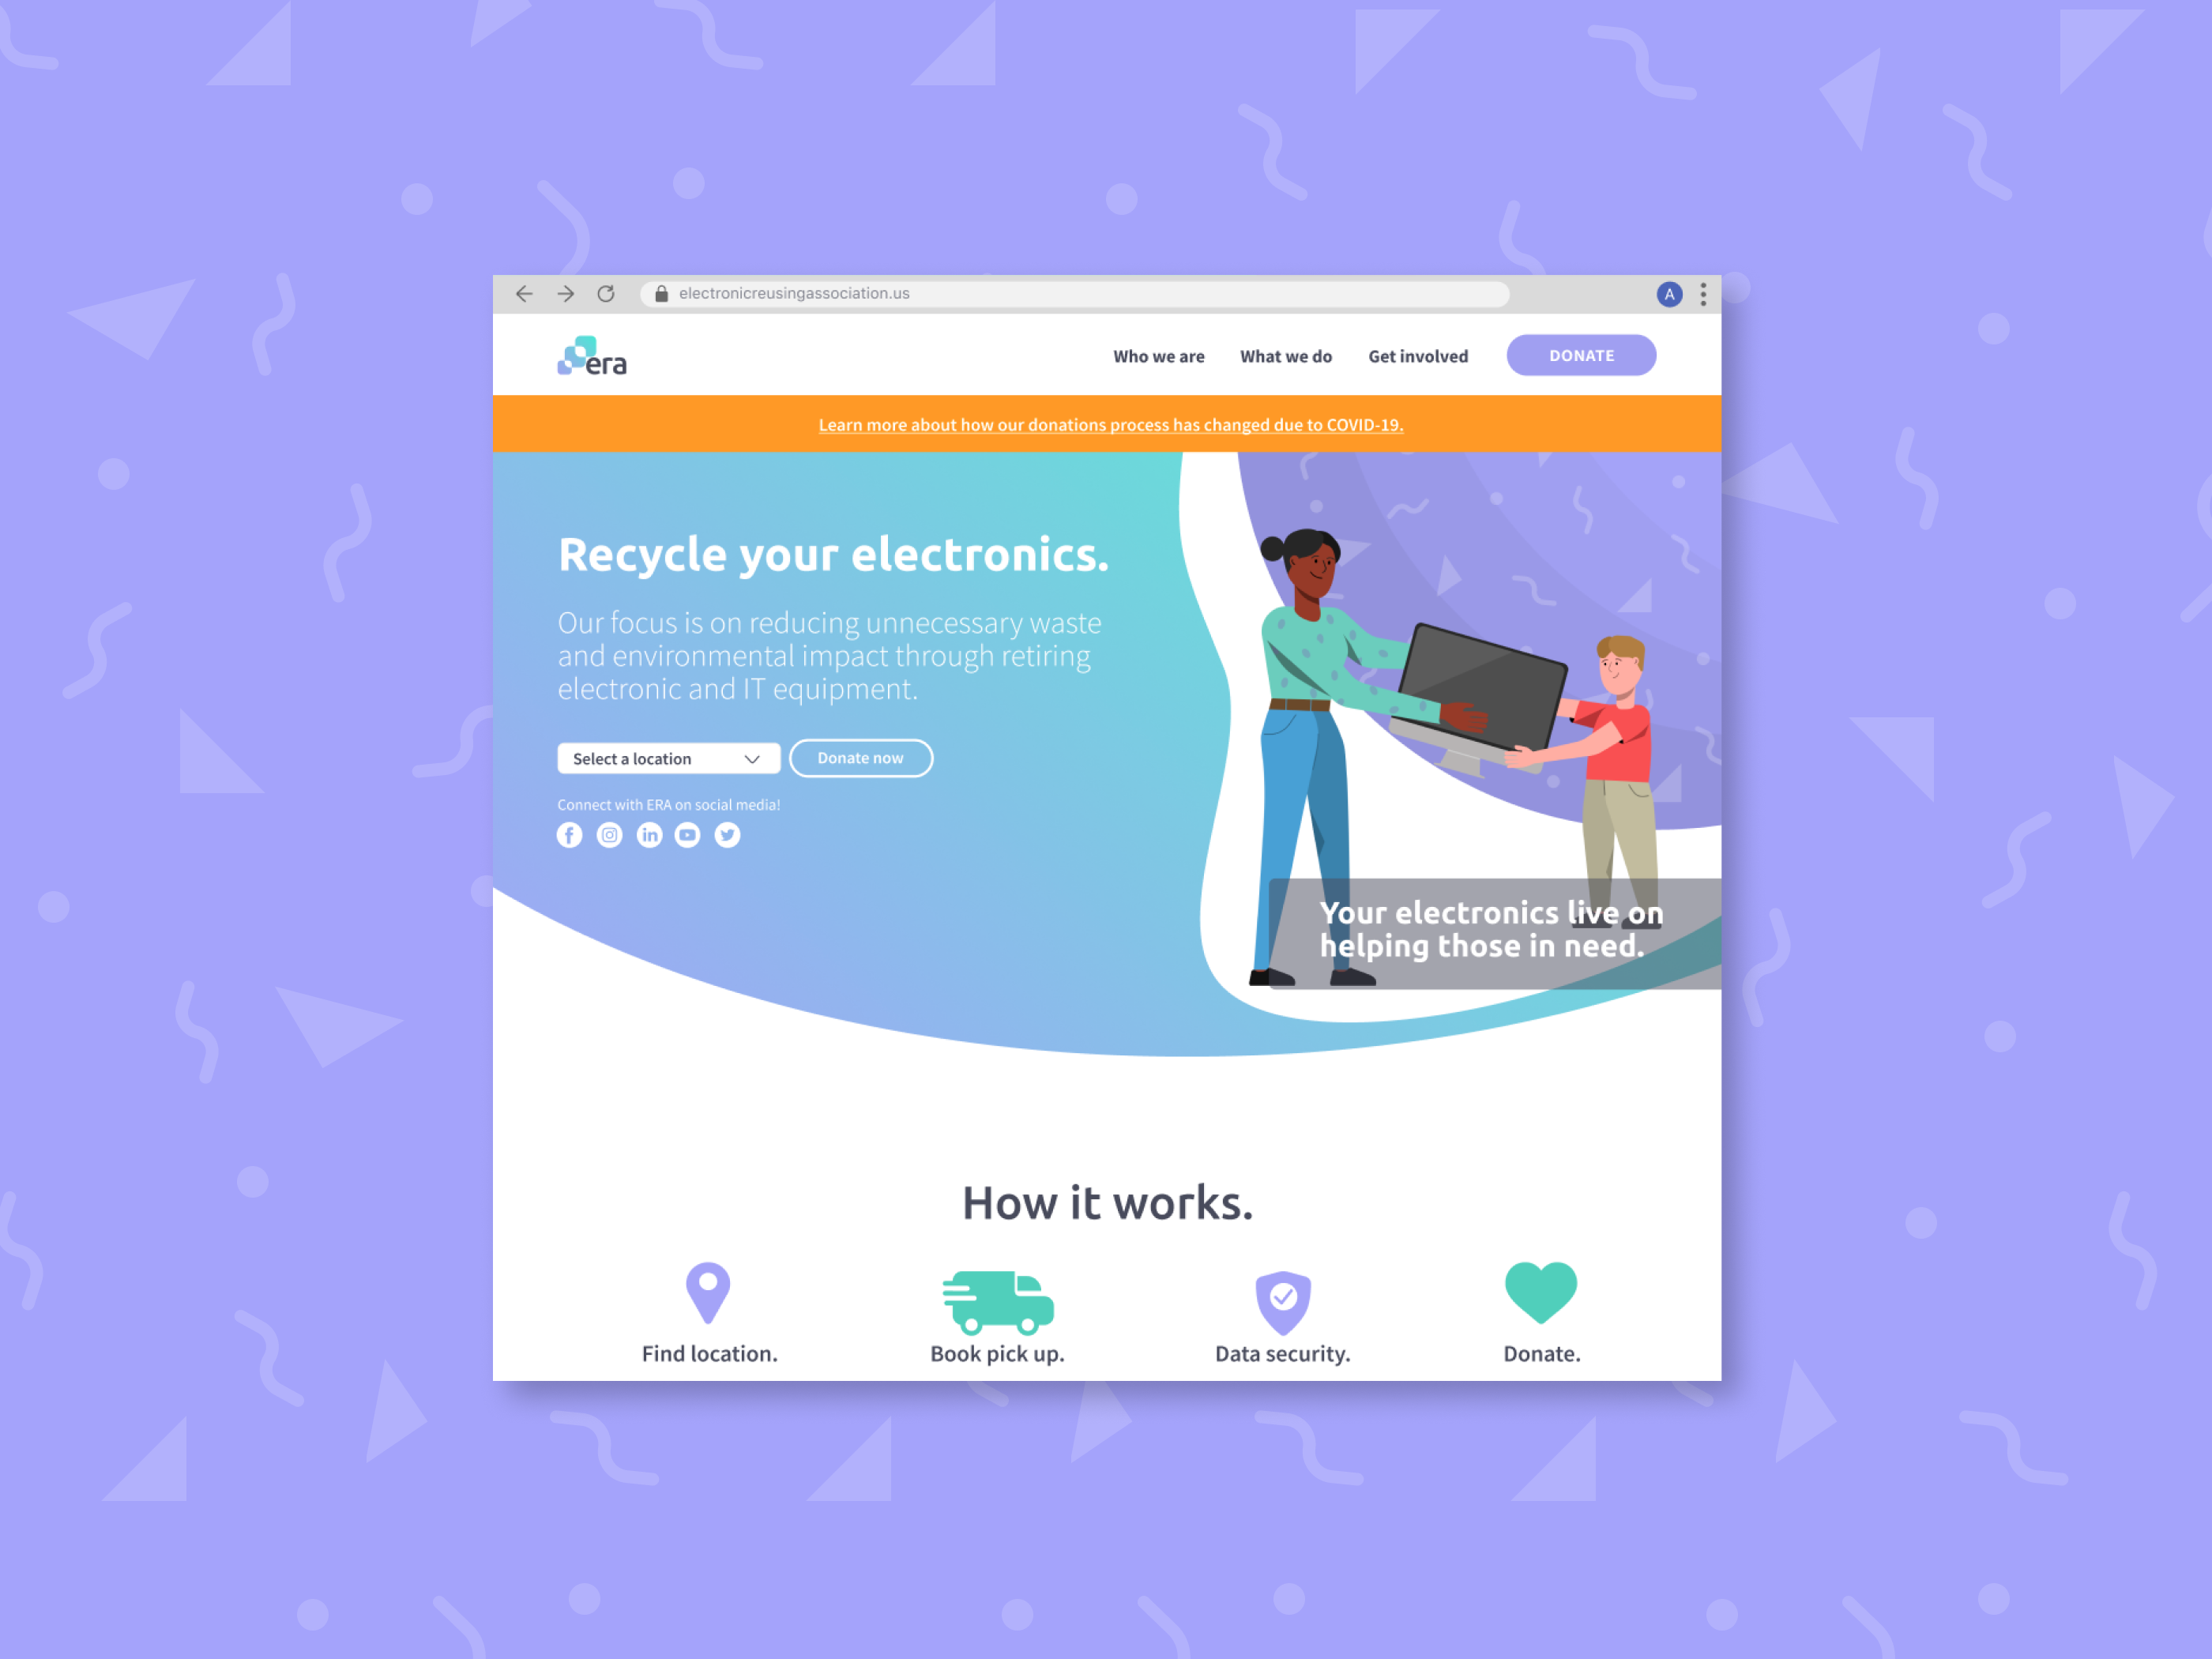 electronicreusingassociation.us
A
era
Who we are
What we do
Get involved
DONATE
Learn more about how our donations process has changed due to COVID-19.
Recycle your electronics.
Our focus is on reducing unnecessary waste
and environmental impact through retiring
electronic and IT equipment.
Select a location
Donate now
Connect with ERA on social media!
f
in
Your electronics live on
helping those in need.
How it works.
Find location.
Book pick up.
Data security.
Donate.